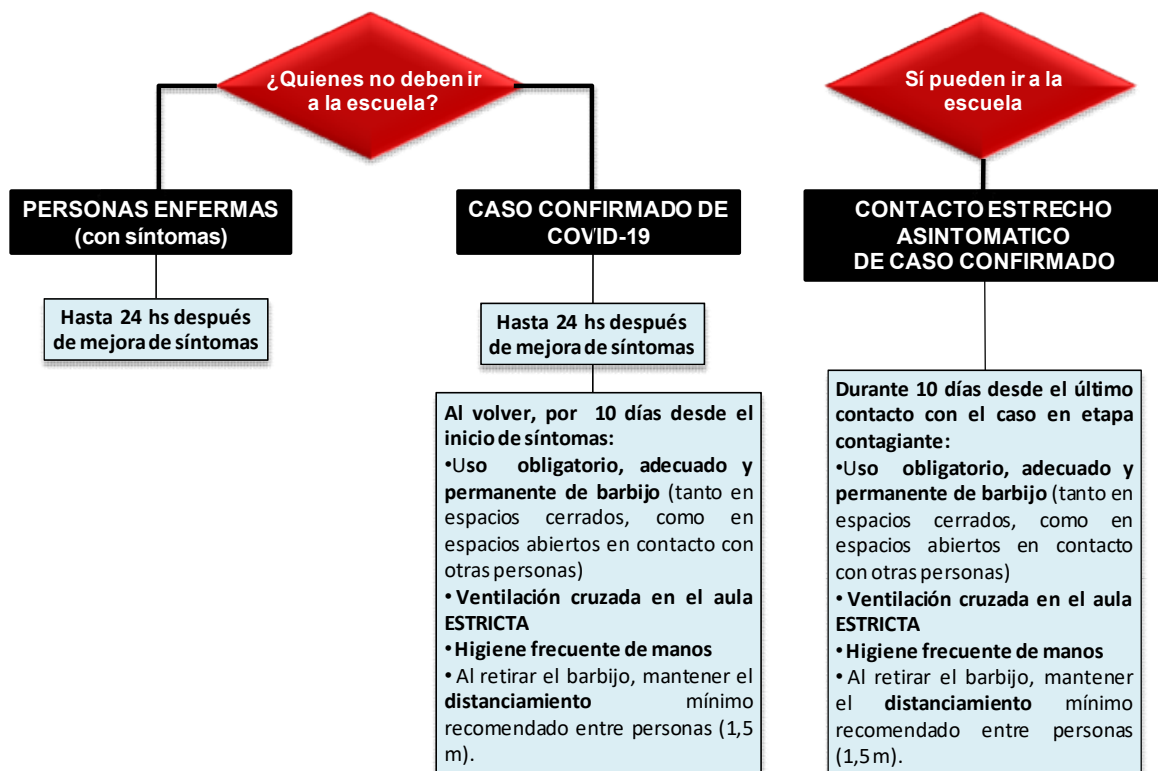 ¿Quienes no deben ir
a la escuela?
PERSONAS ENFERMAS
(con síntomas)
Hasta 24 hs después
de mejora de síntomas
CASO CONFIRMADO DE
COVID-19
Hasta 24 hs después
de mejora de síntomas
Al volver, por 10 días desde el
inicio de síntomas:
•Uso obligatorio, adecuado y
permanente de barbijo (tanto en
espacios cerrados, como en
espacios abiertos en contacto con
otras personas)
• Ventilación cruzada en el aula
ESTRICTA
• Higiene frecuente de manos
• Al retirar el barbijo, mantener el
distanciamiento mínimo
recomendado entre personas (1,5
m).
Sí pueden ir a la
escuela
CONTACTO ESTRECHO
ASINTOMATICO
DE CASO CONFIRMADO
Durante 10 días desde el último
contacto con el caso en etapa
contagiante:
•Uso obligatorio, adecuado y
permanente de barbijo (tanto en
espacios cerrados, como en
espacios abiertos en contacto
con otras personas)
• Ventilación cruzada en el aula
ESTRICTA
• Higiene frecuente de manos
• Al retirar el barbijo, mantener
el distanciamiento mínimo
recomendado entre personas
(1,5 m).